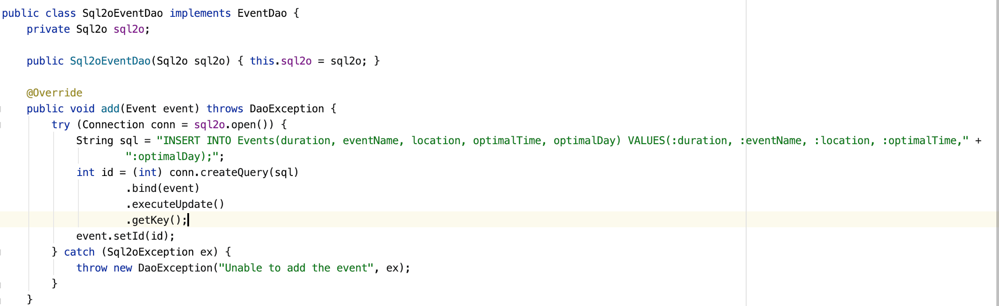 public class Sql2oEventDao implements EventDao {
    private Sql2o sql2o;

    public Sql2oEventDao(Sql2o sql2o) { this.sql2o = sql2o; }

    @Override
    public void add(Event event) throws DaoException {
        try (Connection conn = sql2o.open()) {
            String sql = "INSERT INTO Events(duration, eventName, location, optimalTime, optimalDay) VALUES(:duration, :eventName, :location, :optimalTime," +
                    ":optimalDay);";
            int id = (int) conn.createQuery(sql)
                    .bind(event)
                    .executeUpdate()
                    .getKey();
            event.setId(id);
        } catch (Sql2oException ex) {
            throw new DaoException("Unable to add the event", ex);
        }
    }